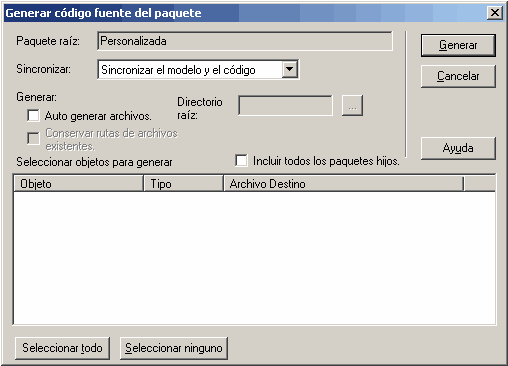 Generar código fuente del paquete
Paquete raíz: Personalizada
Generar
Sincronizar: Sincronizar el modelo y el código
Cancelar
Generar:
Auto generar archivos.
Directorio raíz: ...
Conservar rutas de archivos existentes.
Ayuda
Seleccionar objetos para generar
Incluir todos los paquetes hijos.
Objeto Tipo Archivo Destino
Seleccionar todo Seleccionar ninguno